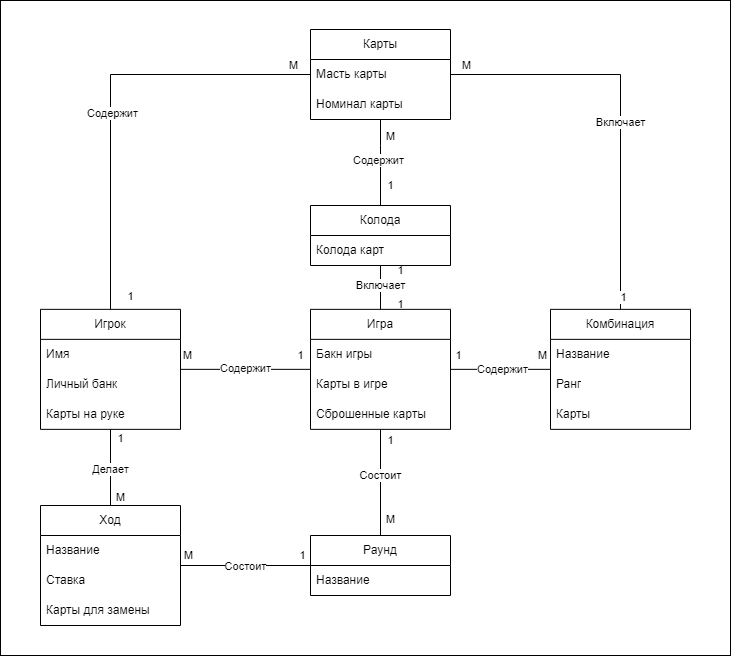 Карты
М
Масть карты
М
Номинал карты
Содержит
Включает
М
Содержит
1
Колода
Колода карт
1
Включает
1
1
1
Игрок
Игра
Комбинация
Имя
М
Содержит
1
Бакн игры
1
Содержит
М
Название
Личный банк
Карты в игре
Ранг
Карты на руке
Сброшенные карты
Карты
1
1
Делает
Состоит
М
М
Ход
Раунд
Название
М
Состоит
1
Название
Ставка
Карты для замены